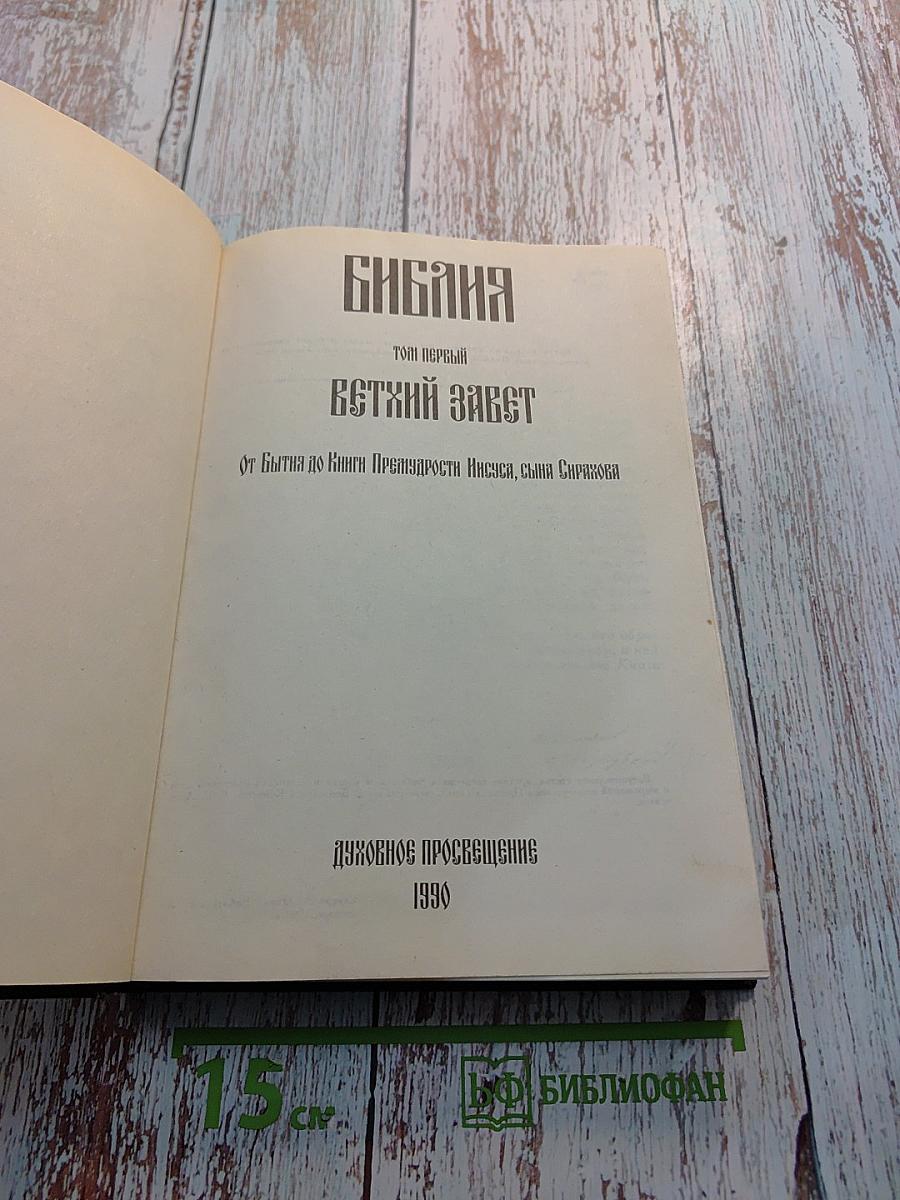 БИБЛИЯ
ТОМ ПЕРВЫЙ
ВЕТХИЙ ЗАВЕТ
От Бытия до Книги Премудрости Иисуса, сына Сирахова
ДУХОВНОЕ ПРОСВЕЩЕНИЕ
1990
15 см
БФ БИБЛИОФАН